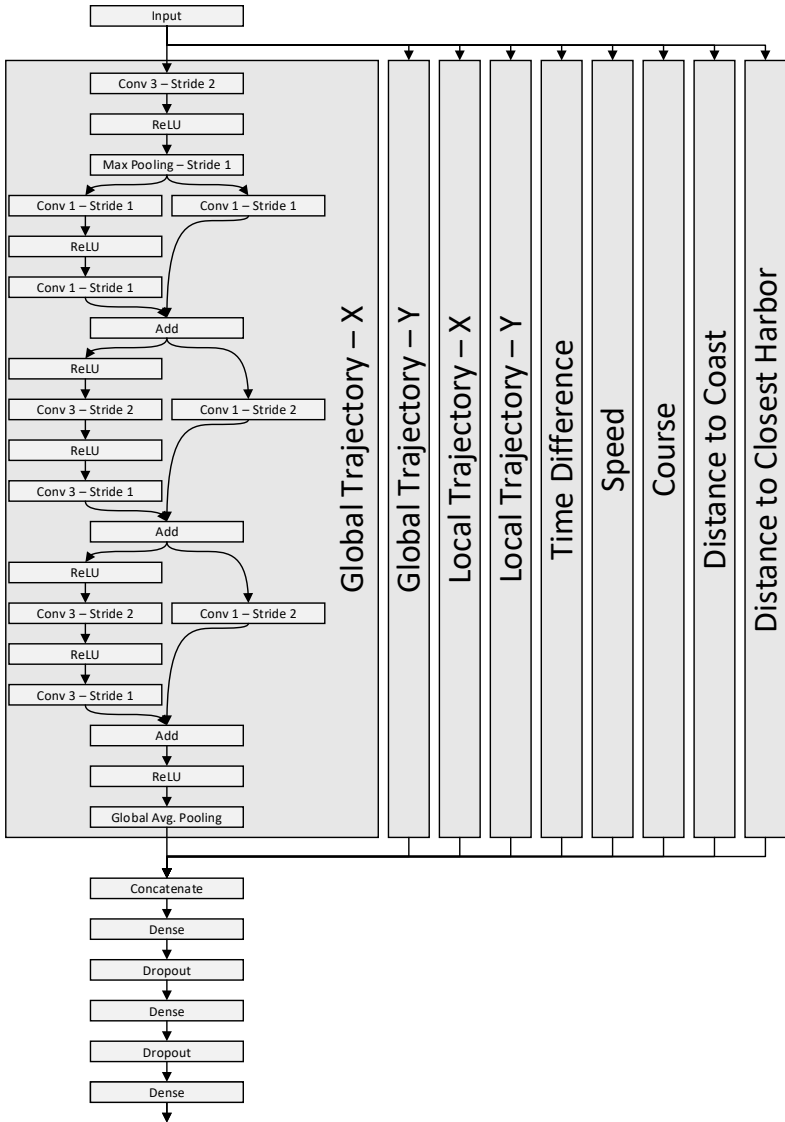 Input
Conv 3 – Stride 2
ReLU
Max Pooling – Stride 1
Conv 1 – Stride 1
Conv 1 – Stride 1
ReLU
Conv 1 – Stride 1
Add
ReLU
Conv 3 – Stride 2
Conv 1 – Stride 2
ReLU
Conv 3 – Stride 1
Add
ReLU
Conv 3 – Stride 2
Conv 1 – Stride 2
ReLU
Conv 3 – Stride 1
Add
ReLU
Global Avg. Pooling
Global Trajectory – X
Global Trajectory – Y
Local Trajectory – X
Local Trajectory – Y
Time Difference
Speed
Course
Distance to Coast
Distance to Closest Harbor
Concatenate
Dense
Dropout
Dense
Dropout
Dense